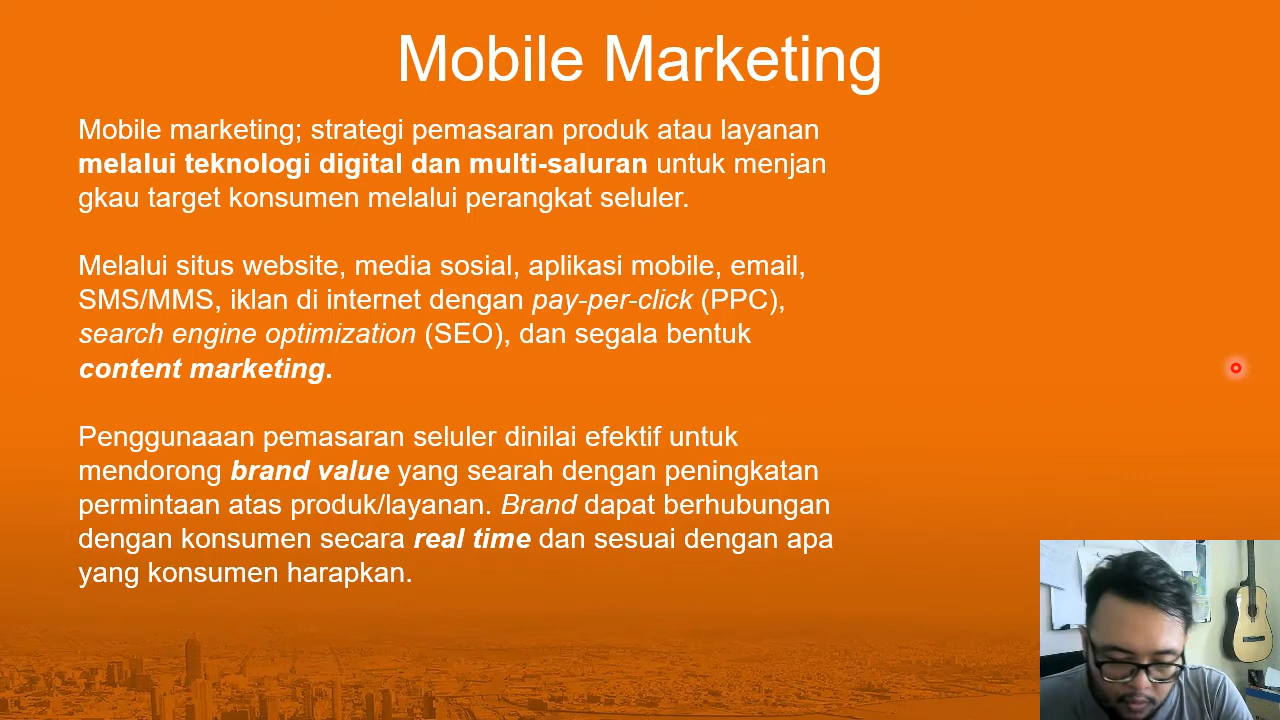 Mobile Marketing
Mobile marketing; strategi pemasaran produk atau layanan
melalui teknologi digital dan multi-saluran untuk menjan
gkau target konsumen melalui perangkat seluler.
Melalui situs website, media sosial, aplikasi mobile, email,
SMS/MMS, iklan di internet dengan pay-per-click (PPC),
search engine optimization (SEO), dan segala bentuk
content marketing.
Penggunaaan pemasaran seluler dinilai efektif untuk
mendorong brand value yang searah dengan peningkatan
permintaan atas produk/layanan. Brand dapat berhubungan
dengan konsumen secara real time dan sesuai dengan apa
yang konsumen harapkan.